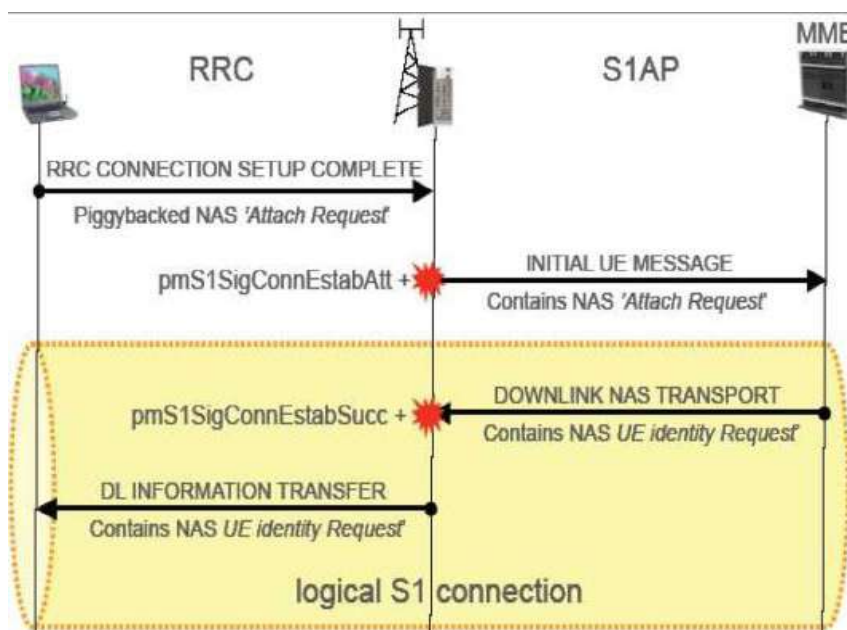 MME
RRC
S1AP
RRC CONNECTION SETUP COMPLETE
Piggybacked NAS 'Attach Request'
INITIAL UE MESSAGE
pmS1SigConnEstabAtt +
Contains NAS 'Attach Request'
DOWNLINK NAS TRANSPORT
pmS1SigConnEstabSucc +
Contains NAS UE identity Request'
DL INFORMATION TRANSFER
Contains NAS UE identity Request'
logical S1 connection